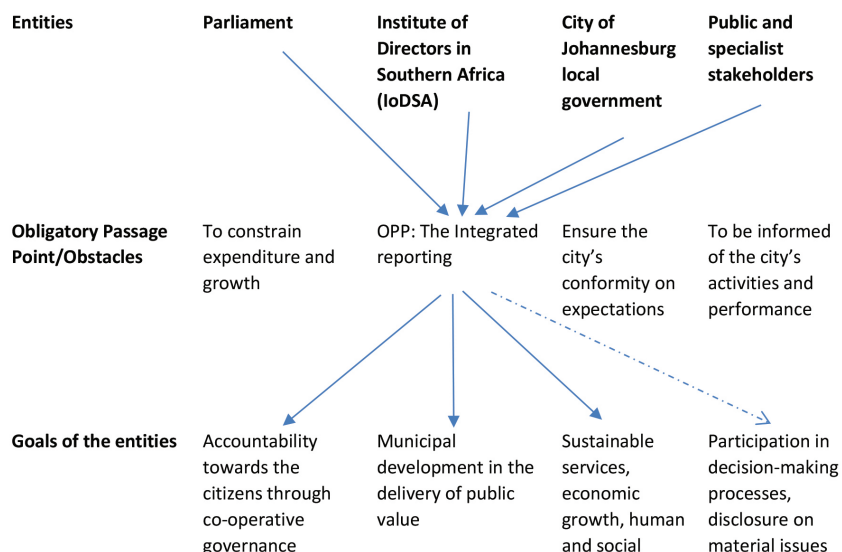 Entities
Parliament
Institute of
Directors in
Southern Africa
(IoDSA)
City of
Johannesburg
local
government
Public and
specialist
stakeholders
Obligatory Passage
Point/Obstacles
To constrain
expenditure and
growth
OPP: The Integrated
reporting
Ensure the
city’s
conformity on
expectations
To be informed
of the city’s
activities and
performance
Goals of the entities
Accountability
towards the
citizens through
co-operative
governance
Municipal
development in the
delivery of public
value
Sustainable
services,
economic
growth, human
and social
Participation in
decision-making
processes,
disclosure on
material issues